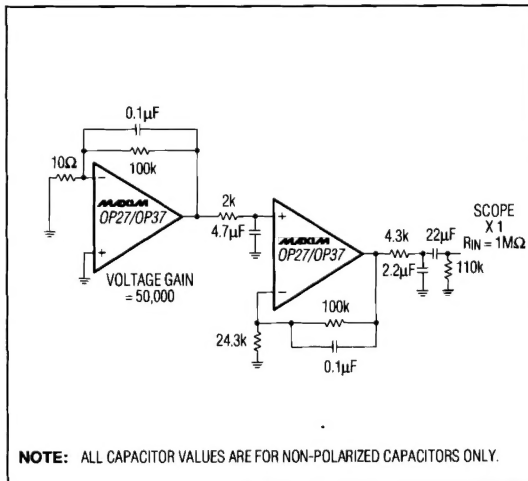 0.1µF
100k
10Ω
−
+
MAXIM
OP27/OP37
VOLTAGE GAIN
= 50,000
2k
4.7µF
+
−
MAXIM
OP27/OP37
4.3k
22µF
2.2µF
110k
SCOPE
X 1
RIN = 1MΩ
100k
24.3k
0.1µF
NOTE: ALL CAPACITOR VALUES ARE FOR NON-POLARIZED CAPACITORS ONLY.